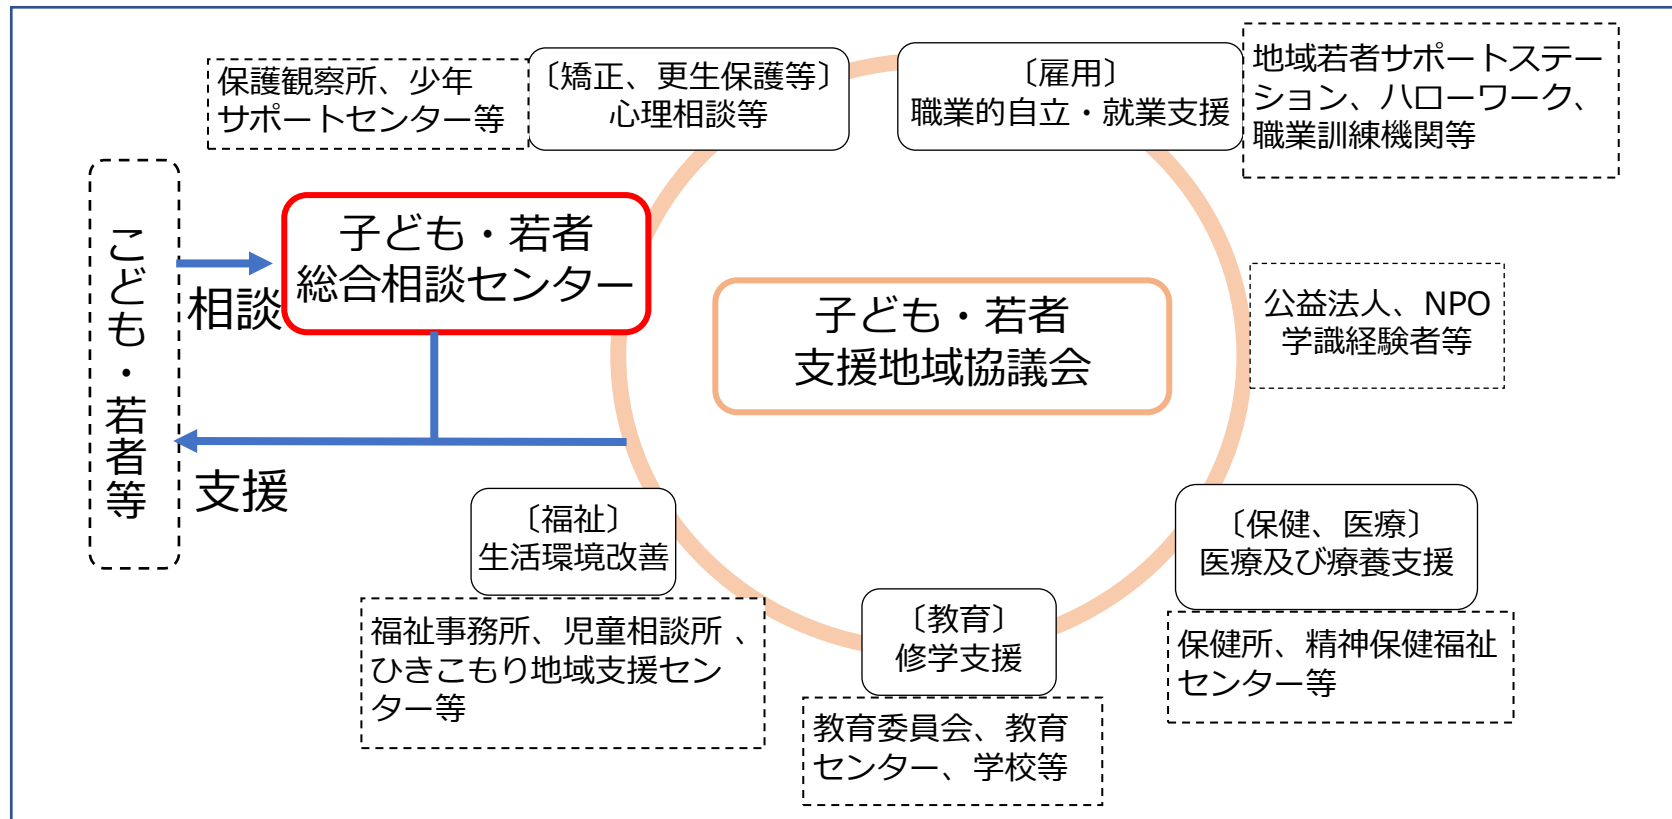 保護観察所、少年
サポートセンター等
〔矯正、更生保護等〕
心理相談等
〔雇用〕
職業的自立・就業支援
地域若者サポートステー
ション、ハローワーク、
職業訓練機関等
こども・若者等
相談
子ども・若者
総合相談センター
子ども・若者
支援地域協議会
公益法人、NPO
学識経験者等
支援
〔福祉〕
生活環境改善
福祉事務所、児童相談所 、
ひきこもり地域支援セン
ター等
〔教育〕
修学支援
教育委員会、教育
センター、学校等
〔保健、医療〕
医療及び療養支援
保健所、精神保健福祉
センター等